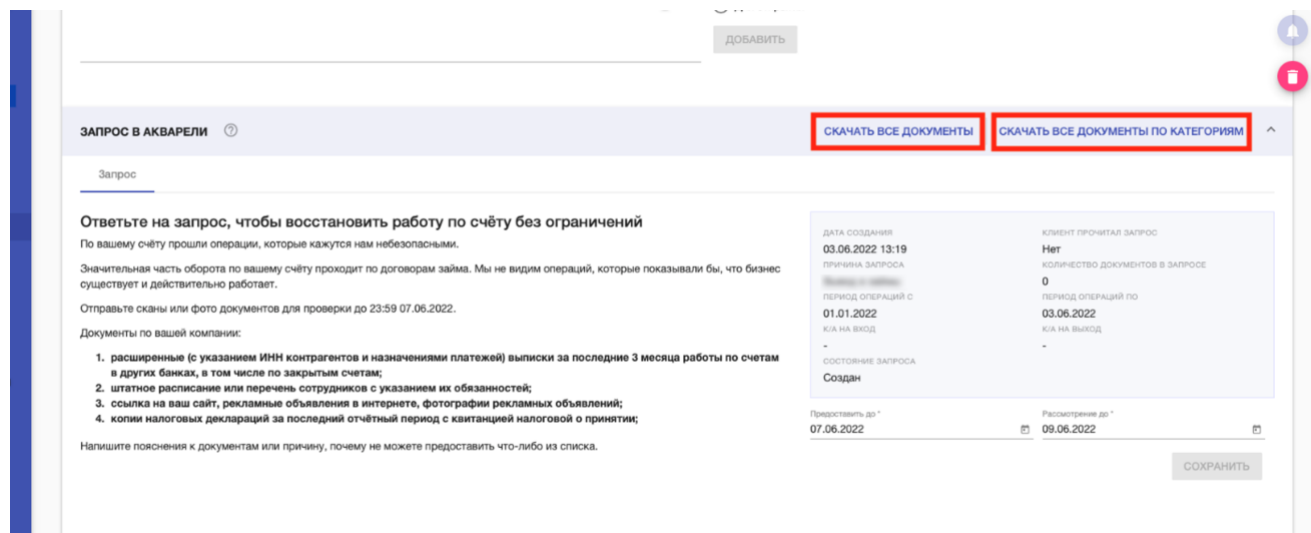 ДОБАВИТЬ
ЗАПРОС В АКВАРЕЛИ ?
СКАЧАТЬ ВСЕ ДОКУМЕНТЫ
СКАЧАТЬ ВСЕ ДОКУМЕНТЫ ПО КАТЕГОРИЯМ
Запрос
Ответьте на запрос, чтобы восстановить работу по счёту без ограничений
По вашему счёту прошли операции, которые кажутся нам небезопасными.
Значительная часть оборота по вашему счёту проходит по договорам займа. Мы не видим операций, которые показывали бы, что бизнес
существует и действительно работает.
Отправьте сканы или фото документов для проверки до 23:59 07.06.2022.
Документы по вашей компании:
1. расширенные (с указанием ИНН контрагентов и назначениями платежей) выписки за последние 3 месяца работы по счетам
в других банках, в том числе по закрытым счетам;
2. штатное расписание или перечень сотрудников с указанием их обязанностей;
3. ссылка на ваш сайт, рекламные объявления в интернете, фотографии рекламных объявлений;
4. копии налоговых деклараций за последний отчётный период с квитанцией налоговой о принятии;
Напишите пояснения к документам или причину, почему не можете предоставить что-либо из списка.
ДАТА СОЗДАНИЯ
03.06.2022 13:19
КЛИЕНТ ПРОЧИТАЛ ЗАПРОС
Нет
ПРИЧИНА ЗАПРОСА
КОЛИЧЕСТВО ДОКУМЕНТОВ В ЗАПРОСЕ
0
ПЕРИОД ОПЕРАЦИЙ С
01.01.2022
ПЕРИОД ОПЕРАЦИЙ ПО
03.06.2022
К/А НА ВХОД
-
К/А НА ВЫХОД
-
СОСТОЯНИЕ ЗАПРОСА
Создан
Предоставить до *
07.06.2022
Рассмотрение до *
09.06.2022
СОХРАНИТЬ